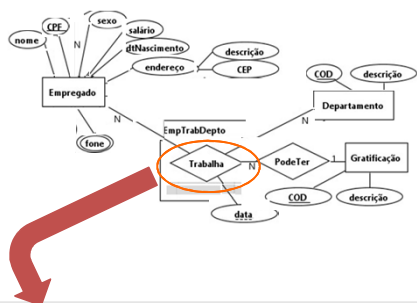 CPF
sexo
nome
N
salário
dtNascimento
endereço
descrição
CEP
Empregado
fone
N
EmpTrabDepto
Trabalha
N
data
COD
descrição
Departamento
N
PodeTer
1
Gratificação
COD
descrição